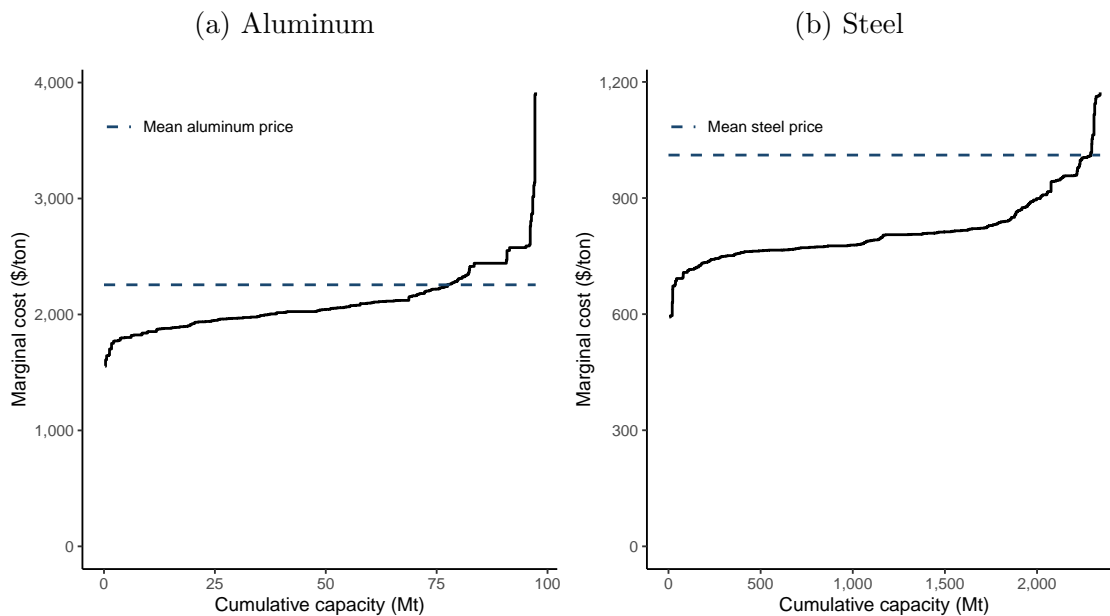 (a) Aluminum
4,000
3,000
2,000
1,000
0
Marginal cost ($/ton)
Mean aluminum price
0 25 50 75 100
Cumulative capacity (Mt)
(b) Steel
1,200
900
600
300
0
Marginal cost ($/ton)
Mean steel price
0 500 1,000 1,500 2,000
Cumulative capacity (Mt)